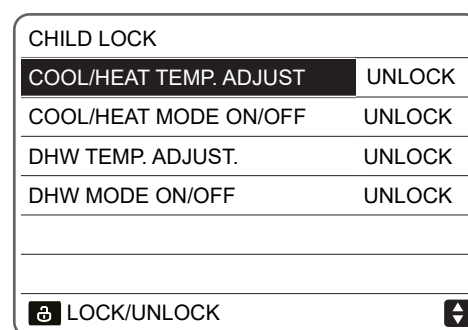 CHILD LOCK
COOL/HEAT TEMP. ADJUST UNLOCK
COOL/HEAT MODE ON/OFF UNLOCK
DHW TEMP. ADJUST. UNLOCK
DHW MODE ON/OFF UNLOCK
LOCK/UNLOCK